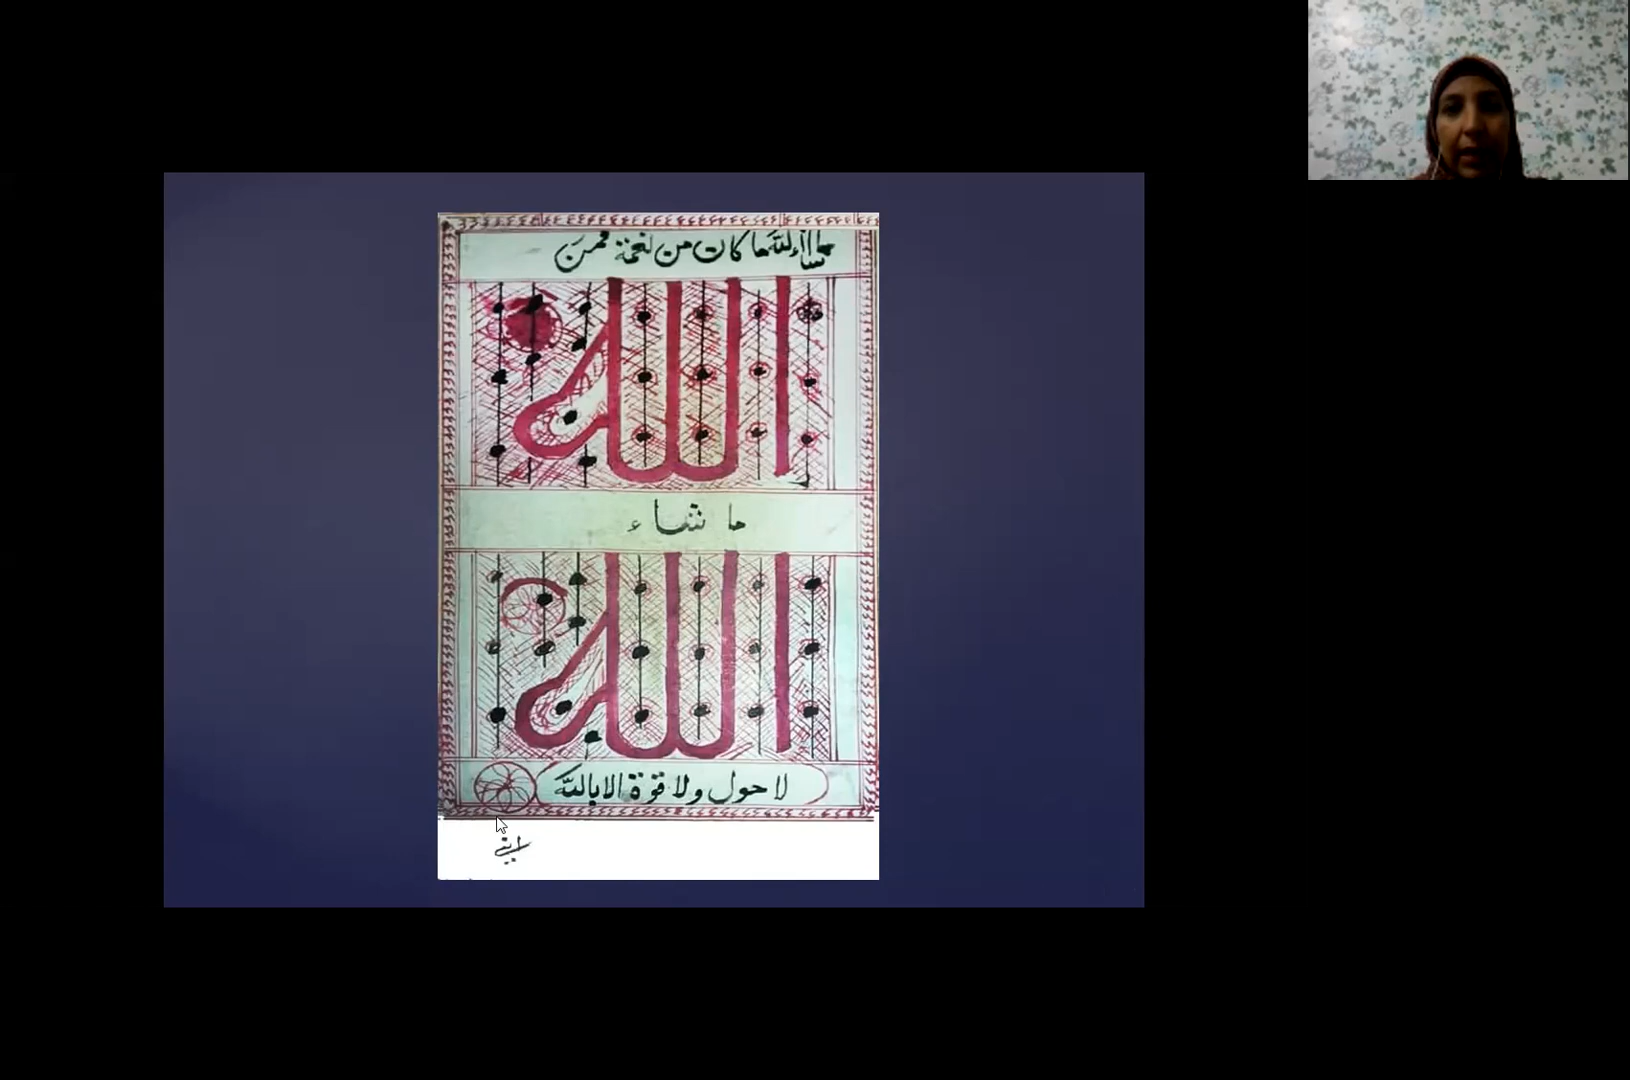 ما شاء الله ما كان من نعمة فمن
الله
ما شاء
الله
لا حول ولا قوة الا بالله